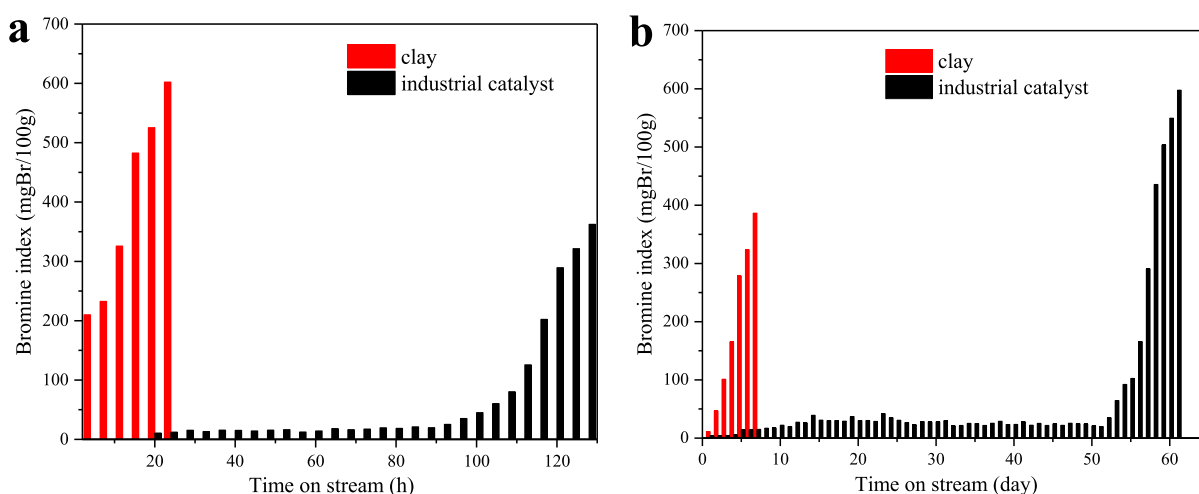 a
700
600
500
400
300
200
100
0
Bromine index (mgBr/100g)
clay
industrial catalyst
20 40 60 80 100 120
Time on stream (h)
b
700
600
500
400
300
200
100
0
Bromine index (mgBr/100g)
clay
industrial catalyst
0 10 20 30 40 50 60
Time on stream (day)